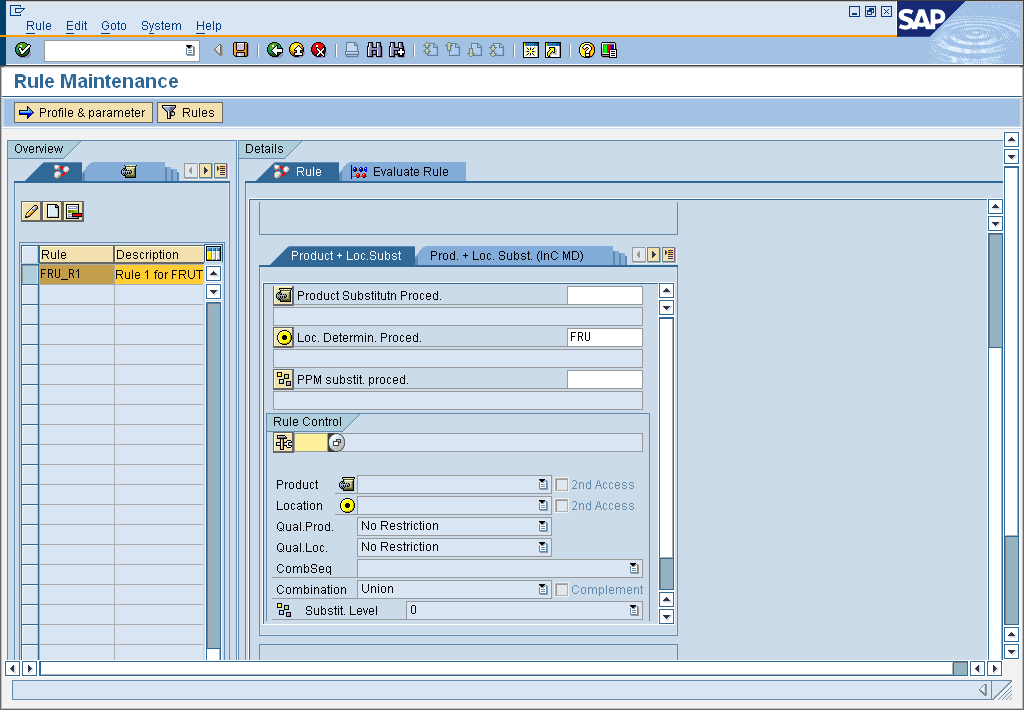 Rule Edit Goto System Help
SAP
Rule Maintenance
Profile & parameter Rules
Overview
Details
Rule Evaluate Rule
Product + Loc.Subst Prod. + Loc. Subst. (InC MD)
Rule Description
FRU_R1 Rule 1 for FRUT
Product Substitutn Proced.
Loc. Determin. Proced. FRU
PPM substit. proced.
Rule Control
Product 2nd Access
Location 2nd Access
Qual.Prod. No Restriction
Qual.Loc. No Restriction
CombSeq
Combination Union Complement
Substit. Level 0